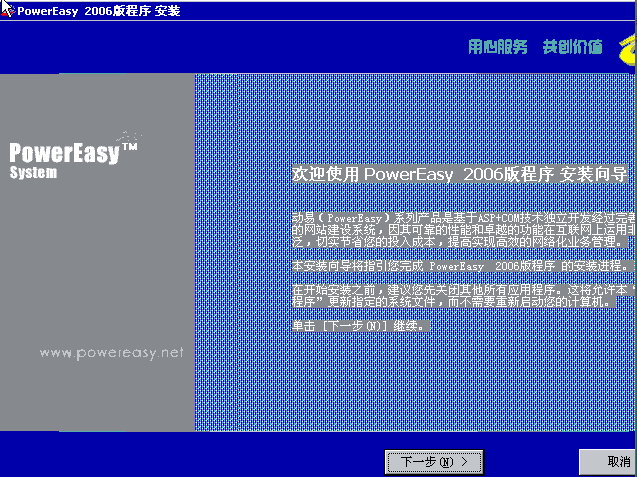 PowerEasy 2006版程序 安装
用心服务 共创价值
PowerEasy™
System
欢迎使用 PowerEasy 2006版程序 安装向导
动易(PowerEasy)系列产品是基于ASP+COM技术独立开发经过完
的网站建设系统，因其可靠的性能和卓越的功能在互联网上运用
泛，切实节省您的投入成本，提高实现高效的网络化业务管理。
本安装向导将指引您完成 PowerEasy 2006版程序 的安装进程。
在开始安装之前，建议您先关闭其他所有应用程序。这将允许本“
程序”更新指定的系统文件，而不需要重新启动您的计算机。
单击 [下一步(N)] 继续。
www.powereasy.net
下一步(N) >
取消